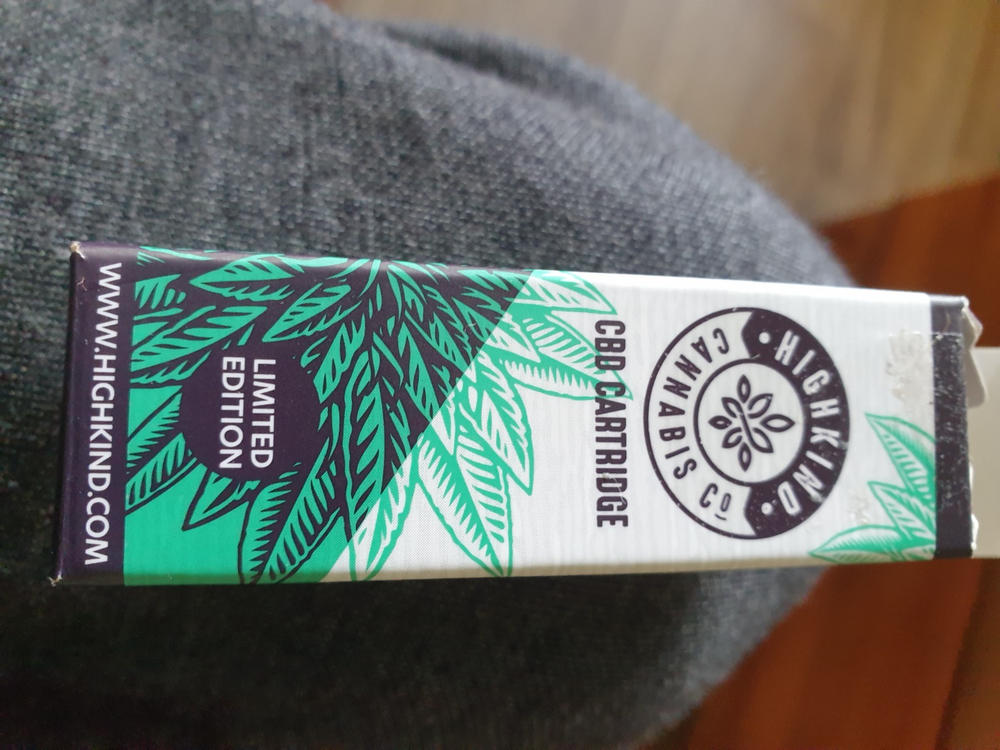 HIGHKIND
CANNABIS Co
CBD CARTRIDGE
LIMITED
EDITION
WWW.HIGHKIND.COM